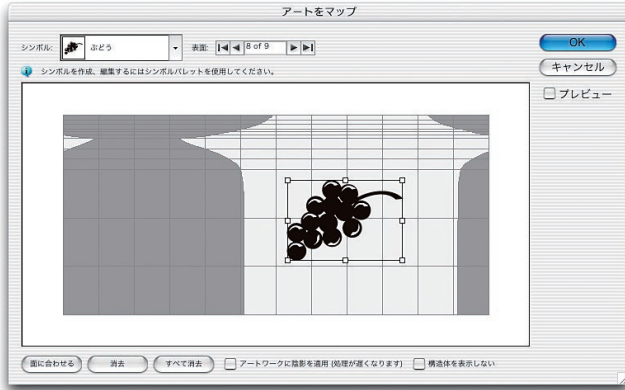 アートをマップ
シンボル: ぶどう 表面: 8 of 9
OK
シンボルを作成、編集するにはシンボルパレットを使用してください。
キャンセル
プレビュー
面に合わせる 消去 すべて消去 アートワークに陰影を適用 (処理が遅くなります) 構造体を表示しない